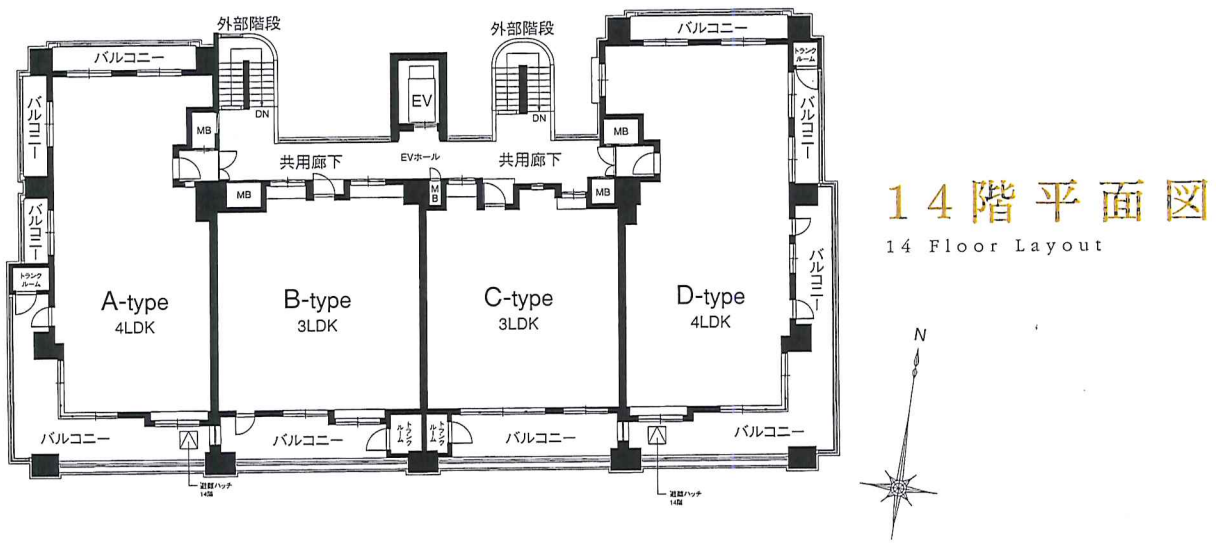 外部階段
外部階段
バルコニー
バルコニー
トランク
ルーム
バルコニー
バルコニー
EV
DN
DN
MB
MB
共用廊下
EVホール
共用廊下
MB
MB
MB
14階平面図
14 Floor Layout
バルコニー
バルコニー
トランク
ルーム
A-type
4LDK
B-type
3LDK
C-type
3LDK
D-type
4LDK
N
バルコニー
バルコニー
トランク
ルーム
トランク
ルーム
バルコニー
バルコニー
避難ハッチ
14階
避難ハッチ
14階